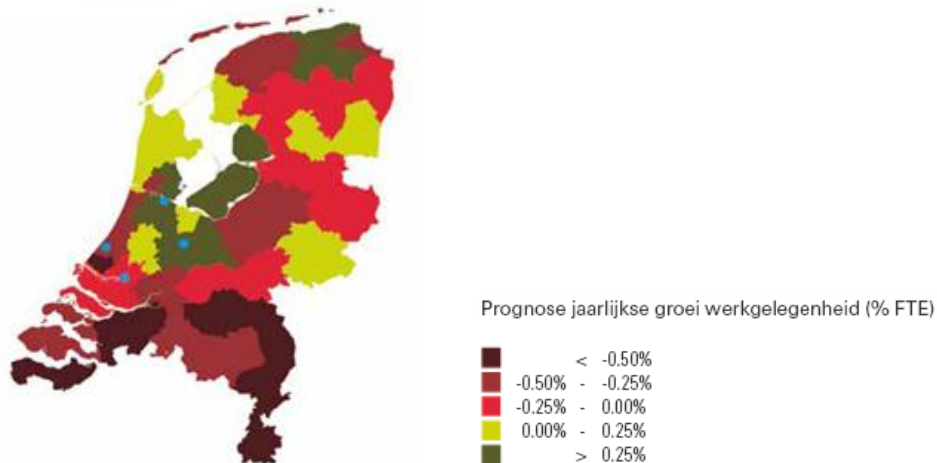 Prognose jaarlijkse groei werkgelegenheid (% FTE)
< -0.50%
-0.50% - -0.25%
-0.25% - 0.00%
0.00% - 0.25%
> 0.25%